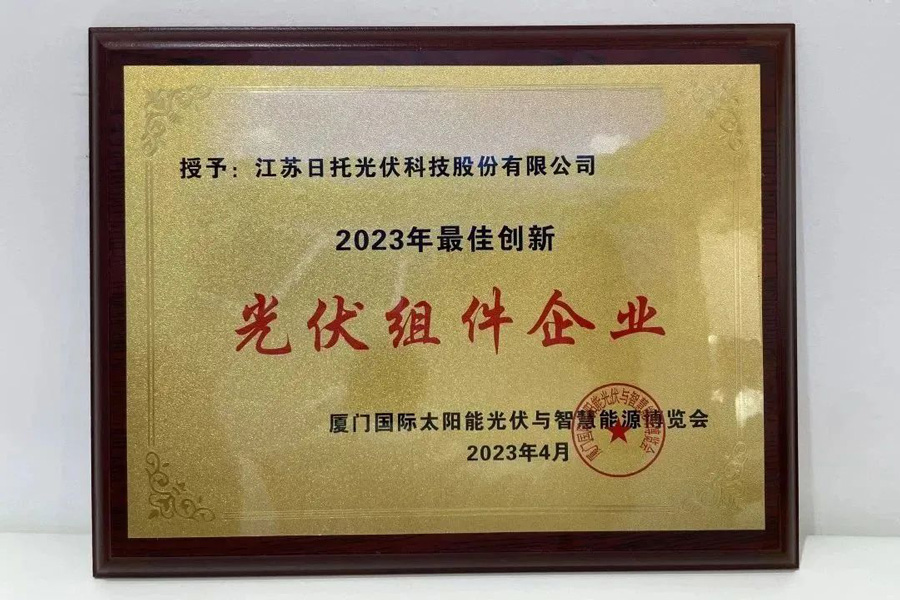 授予：江苏日托光伏科技股份有限公司
2023年最佳创新
光伏组件企业
厦门国际太阳能光伏与智慧能源博览会
2023年4月